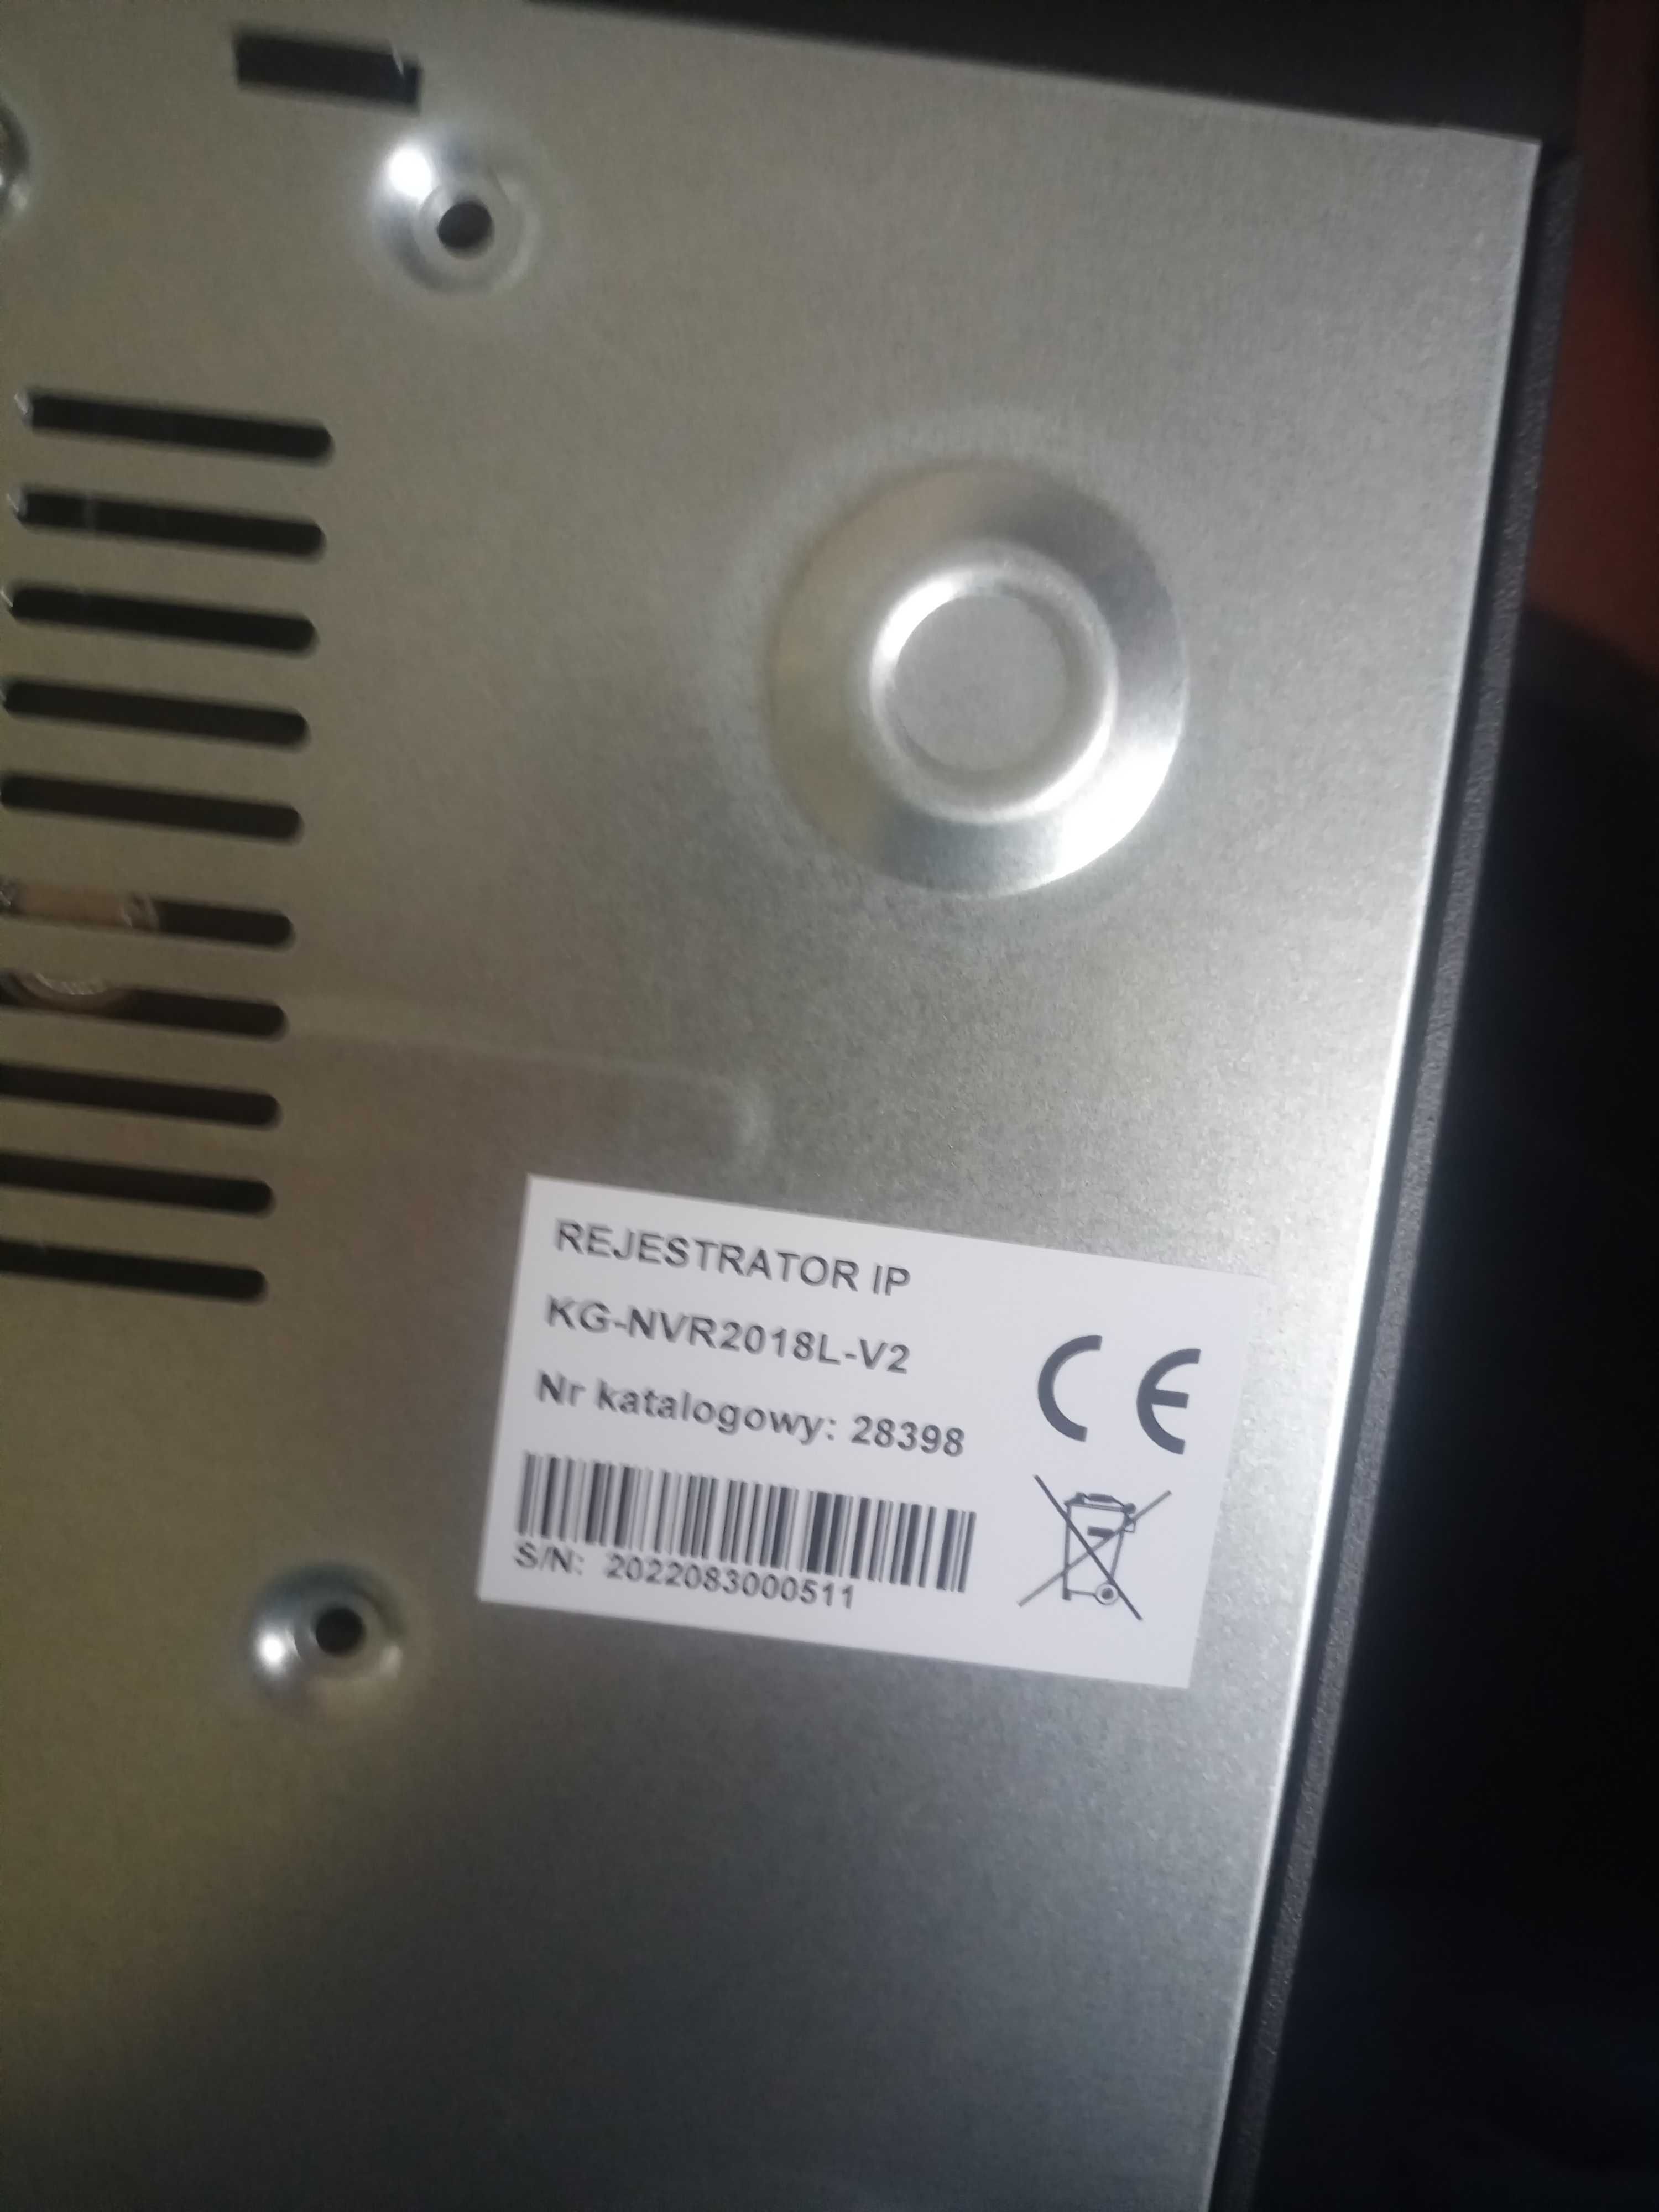 REJESTRATOR IP
KG-NVR2018L-V2
Nr katalogowy: 28398
CE
S/N: 2022083000511